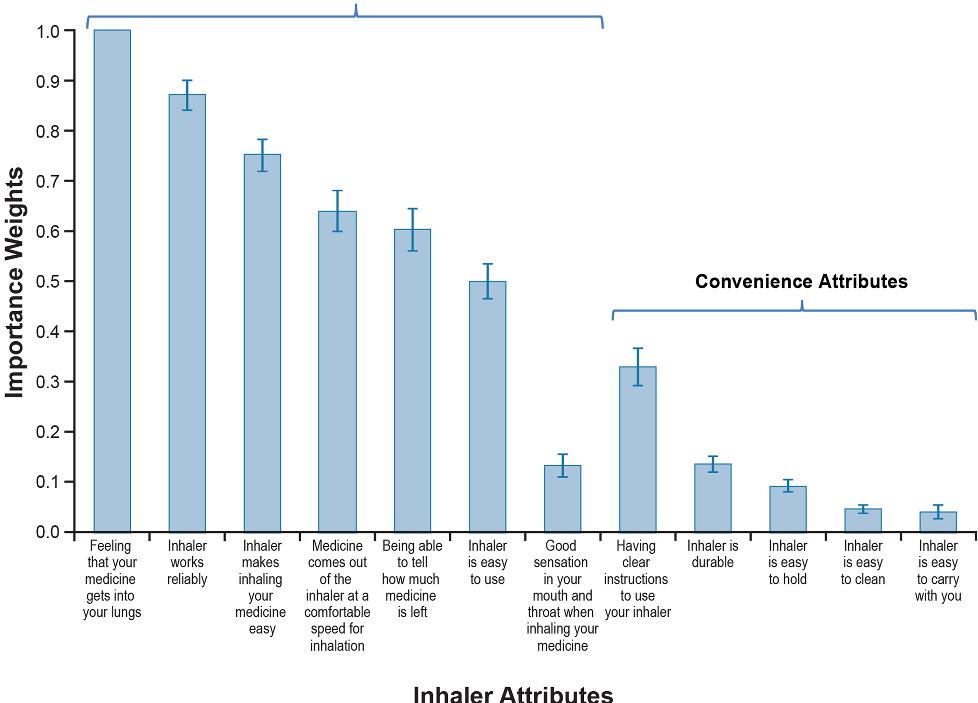 1.0
0.9
0.8
0.7
0.6
0.5
0.4
0.3
0.2
0.1
0.0
Importance Weights
Convenience Attributes
Feeling
that your
medicine
gets into
your lungs
Inhaler
works
reliably
Inhaler
makes
inhaling
your
medicine
easy
Medicine
comes out
of the
inhaler at a
comfortable
speed for
inhalation
Being able
to tell
how much
medicine
is left
Inhaler
is easy
to use
Good
sensation
in your
mouth and
throat when
inhaling your
medicine
Having
clear
instructions
to use
your inhaler
Inhaler is
durable
Inhaler
is easy
to hold
Inhaler
is easy
to clean
Inhaler
is easy
to carry
with you
Inhaler Attributes